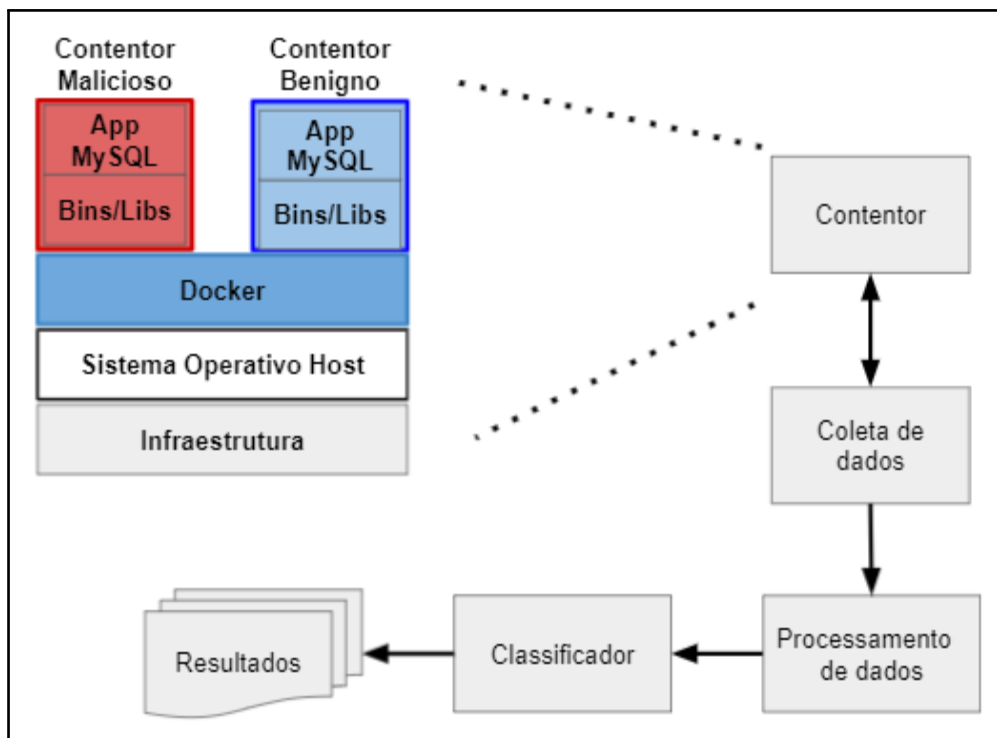 Contentor
Malicioso
Contentor
Benigno
App
MySQL
Bins/Libs
App
MySQL
Bins/Libs
Docker
Sistema Operativo Host
Infraestrutura
Contentor
Coleta de
dados
Processamento
de dados
Classificador
Resultados